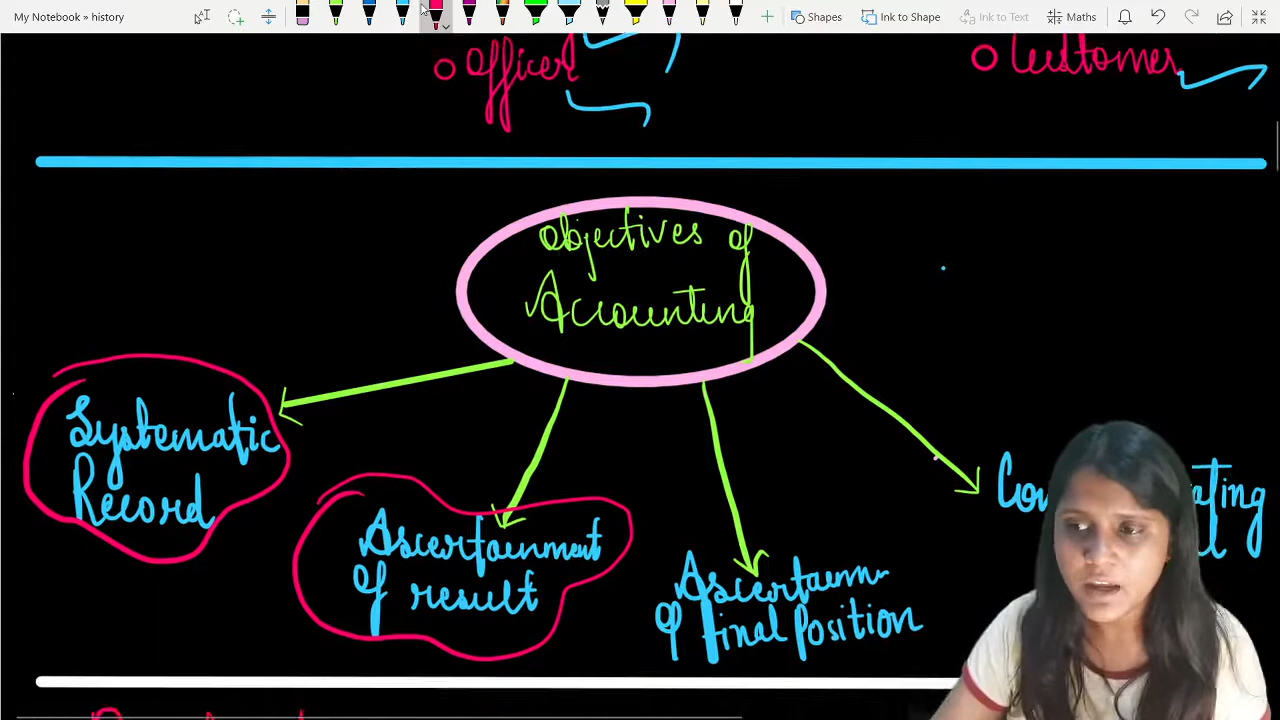 My Notebook » history
Shapes
Ink to Shape
Ink to Text
Maths
Officer
Customer
Objectives of
Accounting
Systematic
Record
Ascertainment
of result
Ascertainm
of final Position